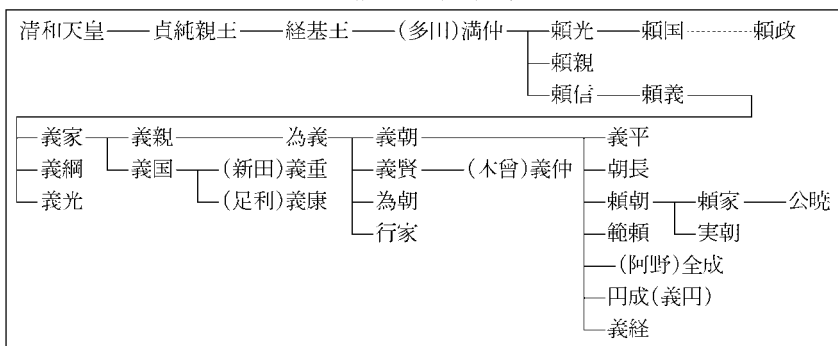 清和天皇 貞純親王 経基王 (多田)満仲 頼光 頼国 頼政
頼親
頼信 頼義
義家 義親 為義 義朝 義平
義綱 義国 (新田)義重 義賢 (木曾)義仲 朝長
義光 (足利)義康 為朝 頼朝 頼家 公暁
行家 範頼 実朝
(阿野)全成
円成(義円)
義経